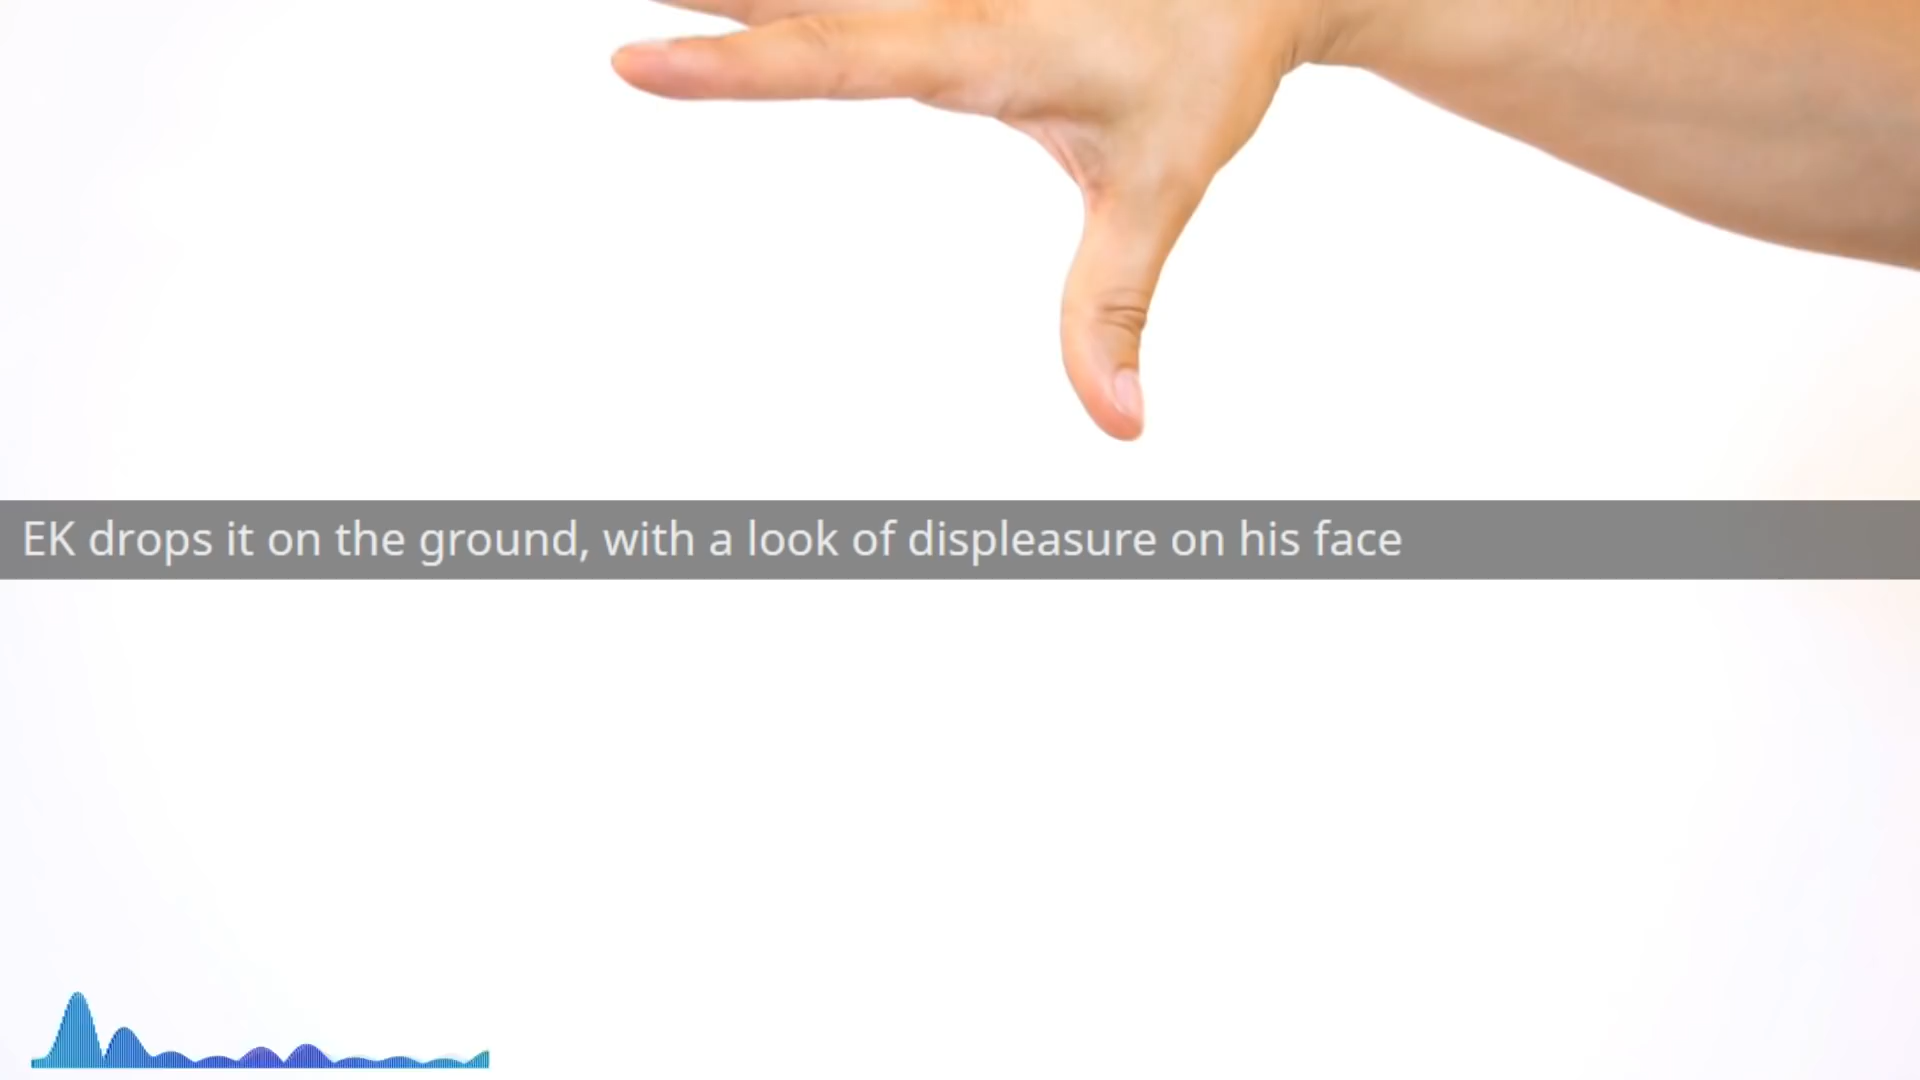 EK drops it on the ground, with a look of displeasure on his face